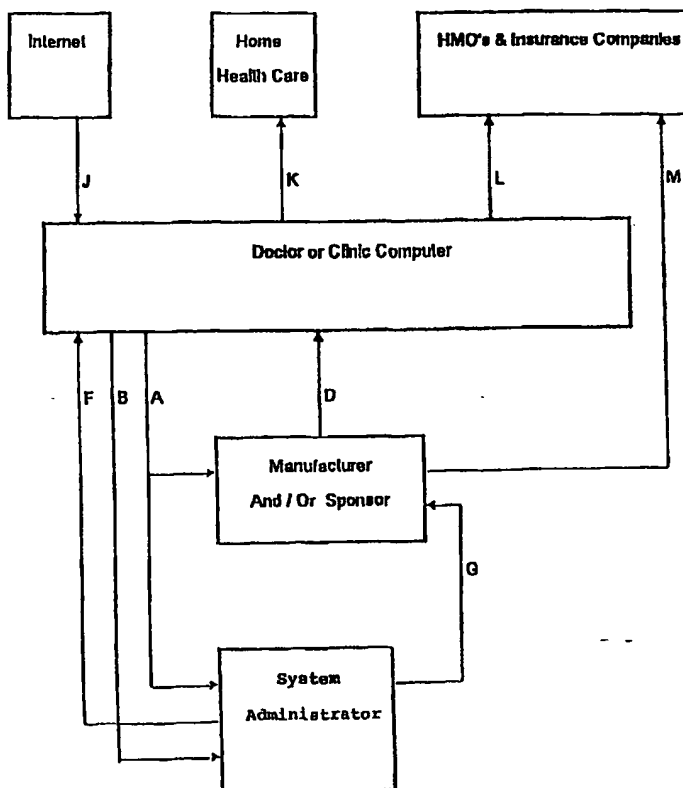 Internet
Home
Health Care
HMO's & Insurance Companies
J
K
L
M
Doctor or Clinic Computer
F
B
A
D
Manufacturer
And / Or Sponsor
G
System
Administrator